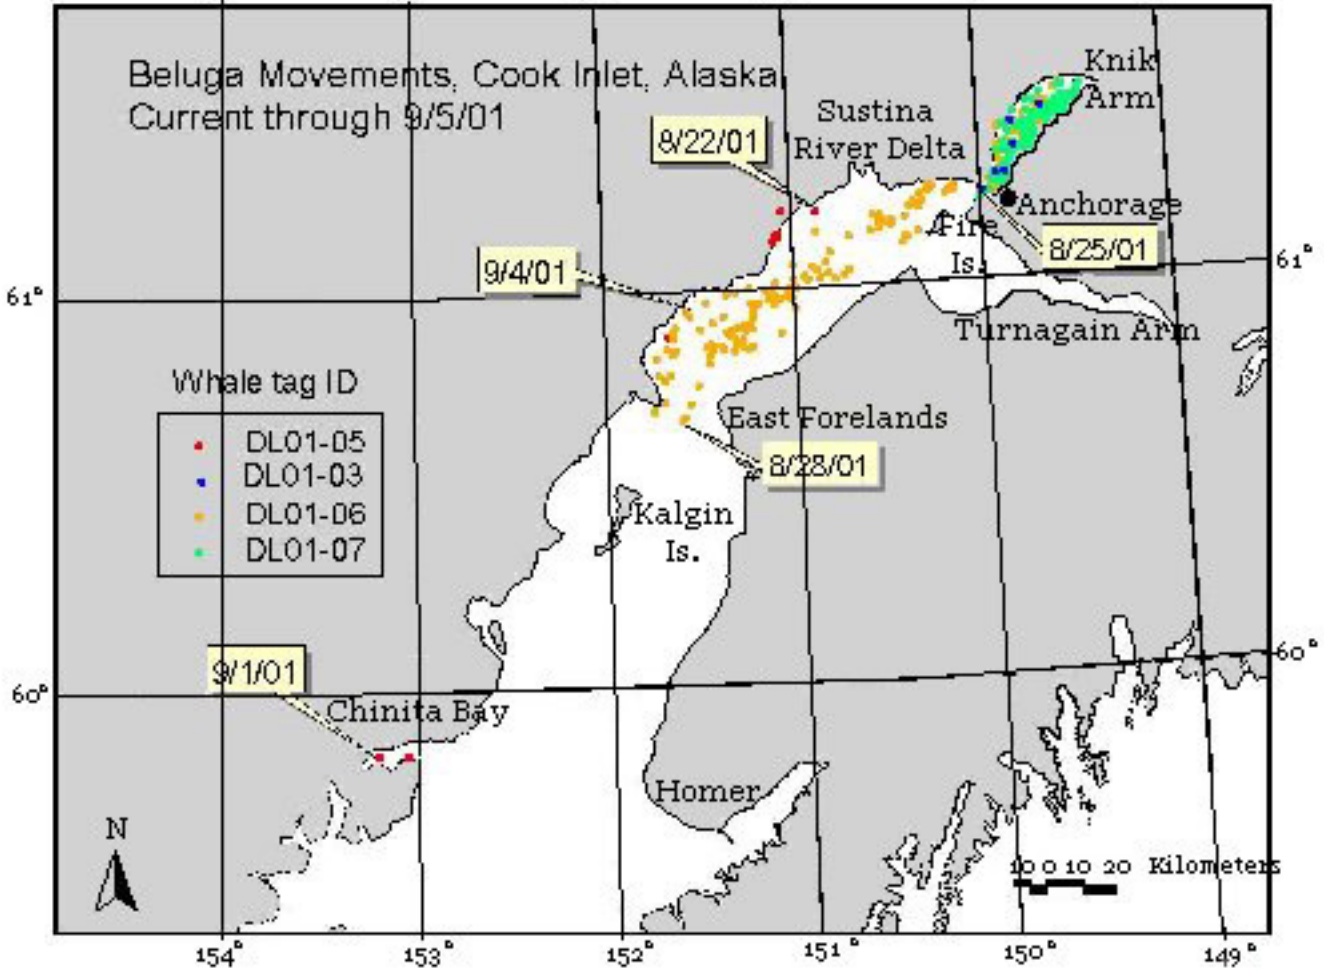 Beluga Movements, Cook Inlet, Alaska
Current through 9/5/01
Knik
Arm
Sustina
River Delta
8/22/01
Anchorage
Fire
Is.
8/25/01
9/4/01
61°
61°
Turnagain Arm
Whale tag ID
DL01-05
DL01-03
DL01-06
DL01-07
East Forelands
8/28/01
Kalgin
Is.
9/1/01
60°
60°
Chinita Bay
Homer
N
10 0 10 20 Kilometers
154° 153° 152° 151° 150° 149°